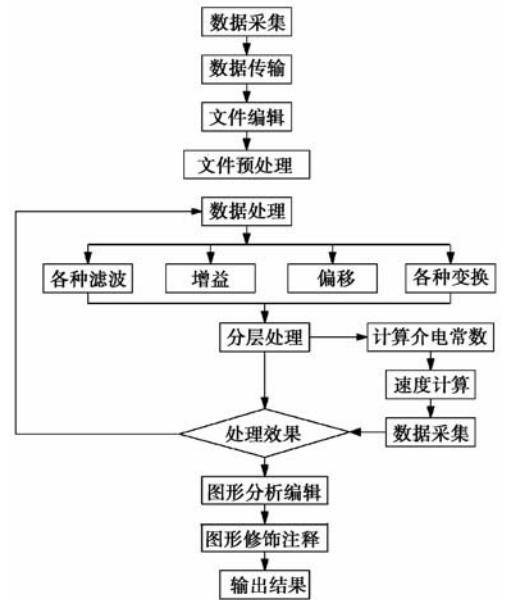 数据采集
数据传输
文件编辑
文件预处理
数据处理
各种滤波
增益
偏移
各种变换
分层处理
计算介电常数
速度计算
处理效果
数据采集
图形分析编辑
图形修饰注释
输出结果